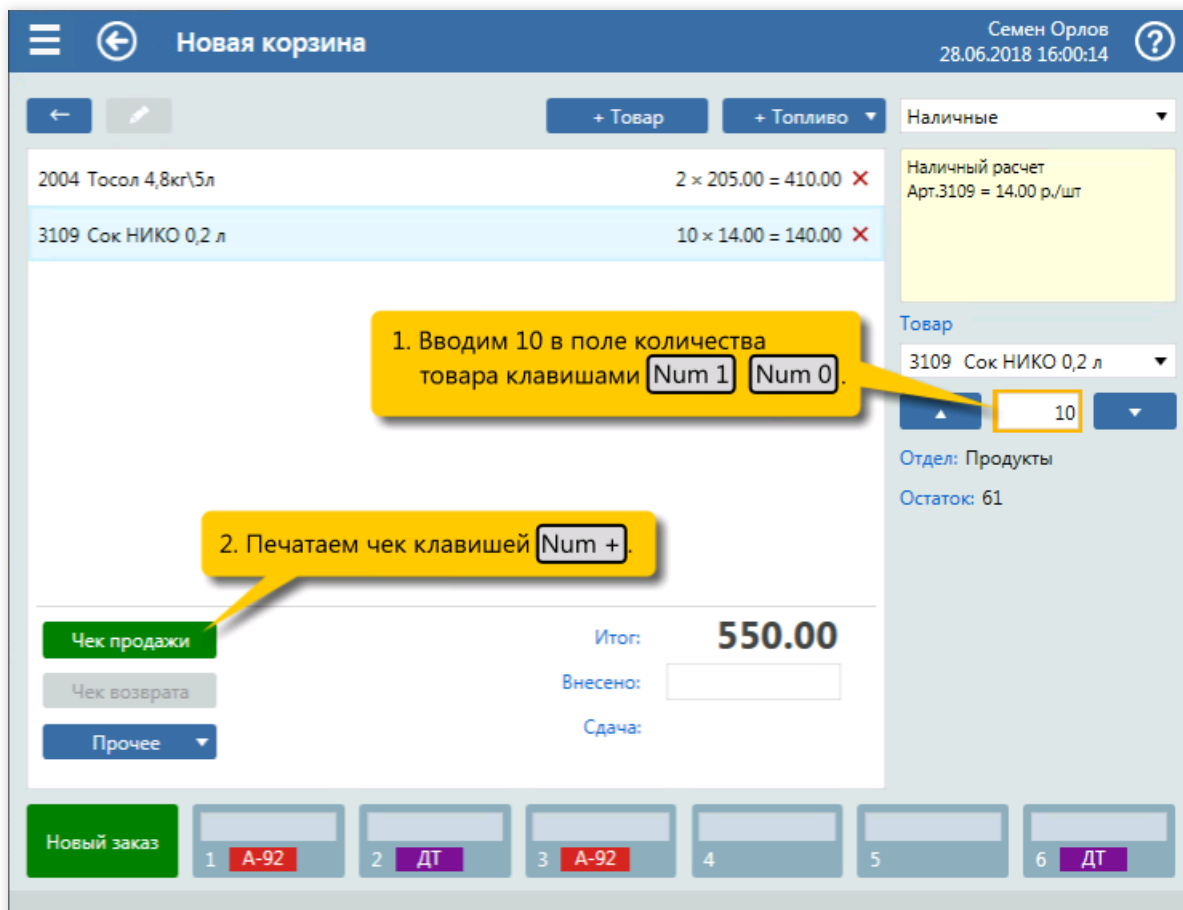 Новая корзина
Семен Орлов
28.06.2018 16:00:14
?
+ Товар
+ Топливо
Наличные
2004 Тосол 4,8кг\5л 2 × 205.00 = 410.00
3109 Сок НИКО 0,2 л 10 × 14.00 = 140.00
Наличный расчет
Арт.3109 = 14.00 р./шт
1. Вводим 10 в поле количества
товара клавишами Num 1 Num 0.
Товар
3109 Сок НИКО 0,2 л
10
Отдел: Продукты
Остаток: 61
2. Печатаем чек клавишей Num +.
Чек продажи
Итог: 550.00
Чек возврата
Внесено:
Прочее
Сдача:
Новый заказ
1 А-92
2 ДТ
3 А-92
4
5
6 ДТ